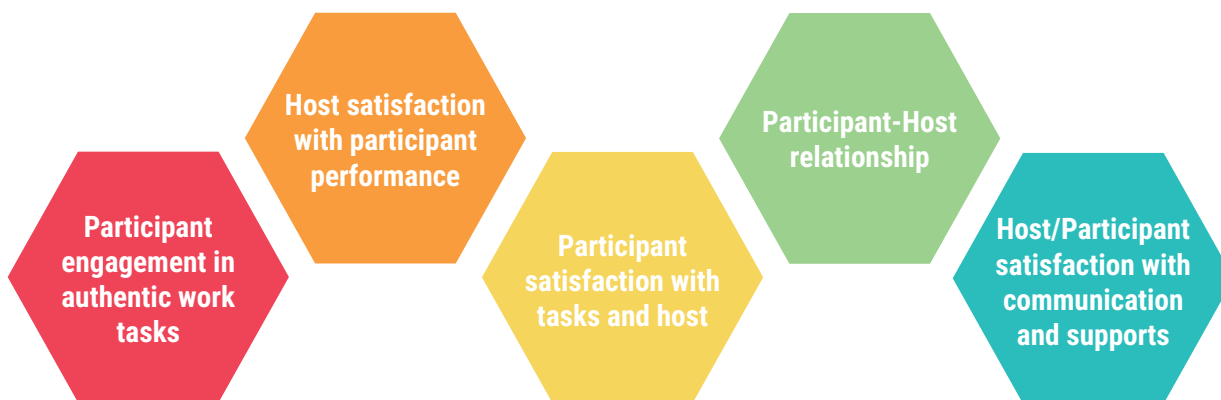 Participant
engagement in
authentic work
tasks
Host satisfaction
with participant
performance
Participant
satisfaction with
tasks and host
Participant-Host
relationship
Host/Participant
satisfaction with
communication
and supports